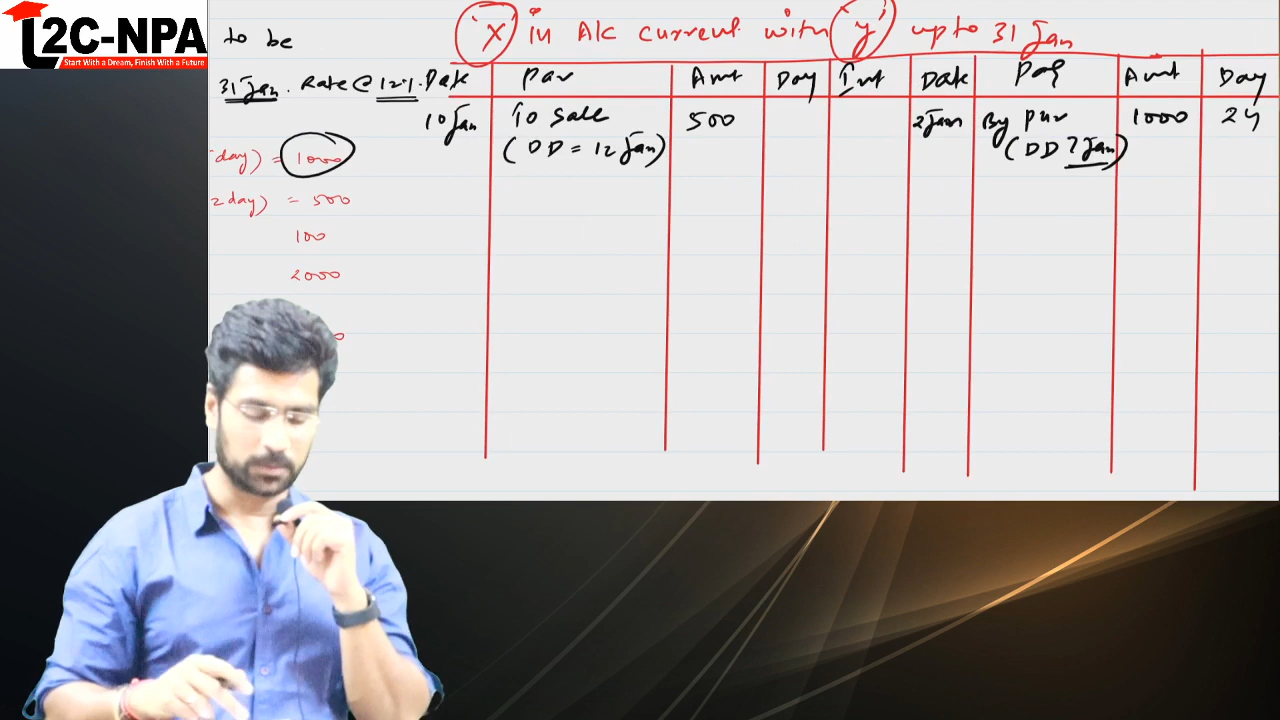 L2C-NPA
Start With a Dream, Finish With a Future
'X' in A/c current with 'y' upto 31 Jan
to be
31 Jan. Rate @ 12%.
Date Par Amt Day Int Date Par Amt Day
10 Jan To Sale 500 2 Jan By pur 1000 24
(DD = 12 Jan) (DD 7 Jan)
day) = 1000
2 day) = 500
100
2000